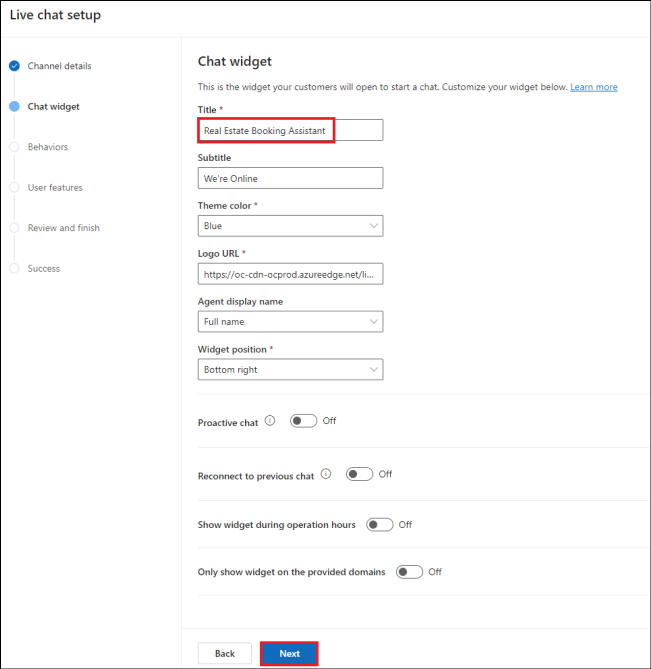 Live chat setup
Channel details
Chat widget
Behaviors
User features
Review and finish
Success
Chat widget
This is the widget your customers will open to start a chat. Customize your widget below. Learn more
Title *
Real Estate Booking Assistant
Subtitle
We're Online
Theme color *
Blue
Logo URL *
https://oc-cdn-ocprod.azureedge.net/li...
Agent display name
Full name
Widget position *
Bottom right
Proactive chat Off
Reconnect to previous chat Off
Show widget during operation hours Off
Only show widget on the provided domains Off
Back Next